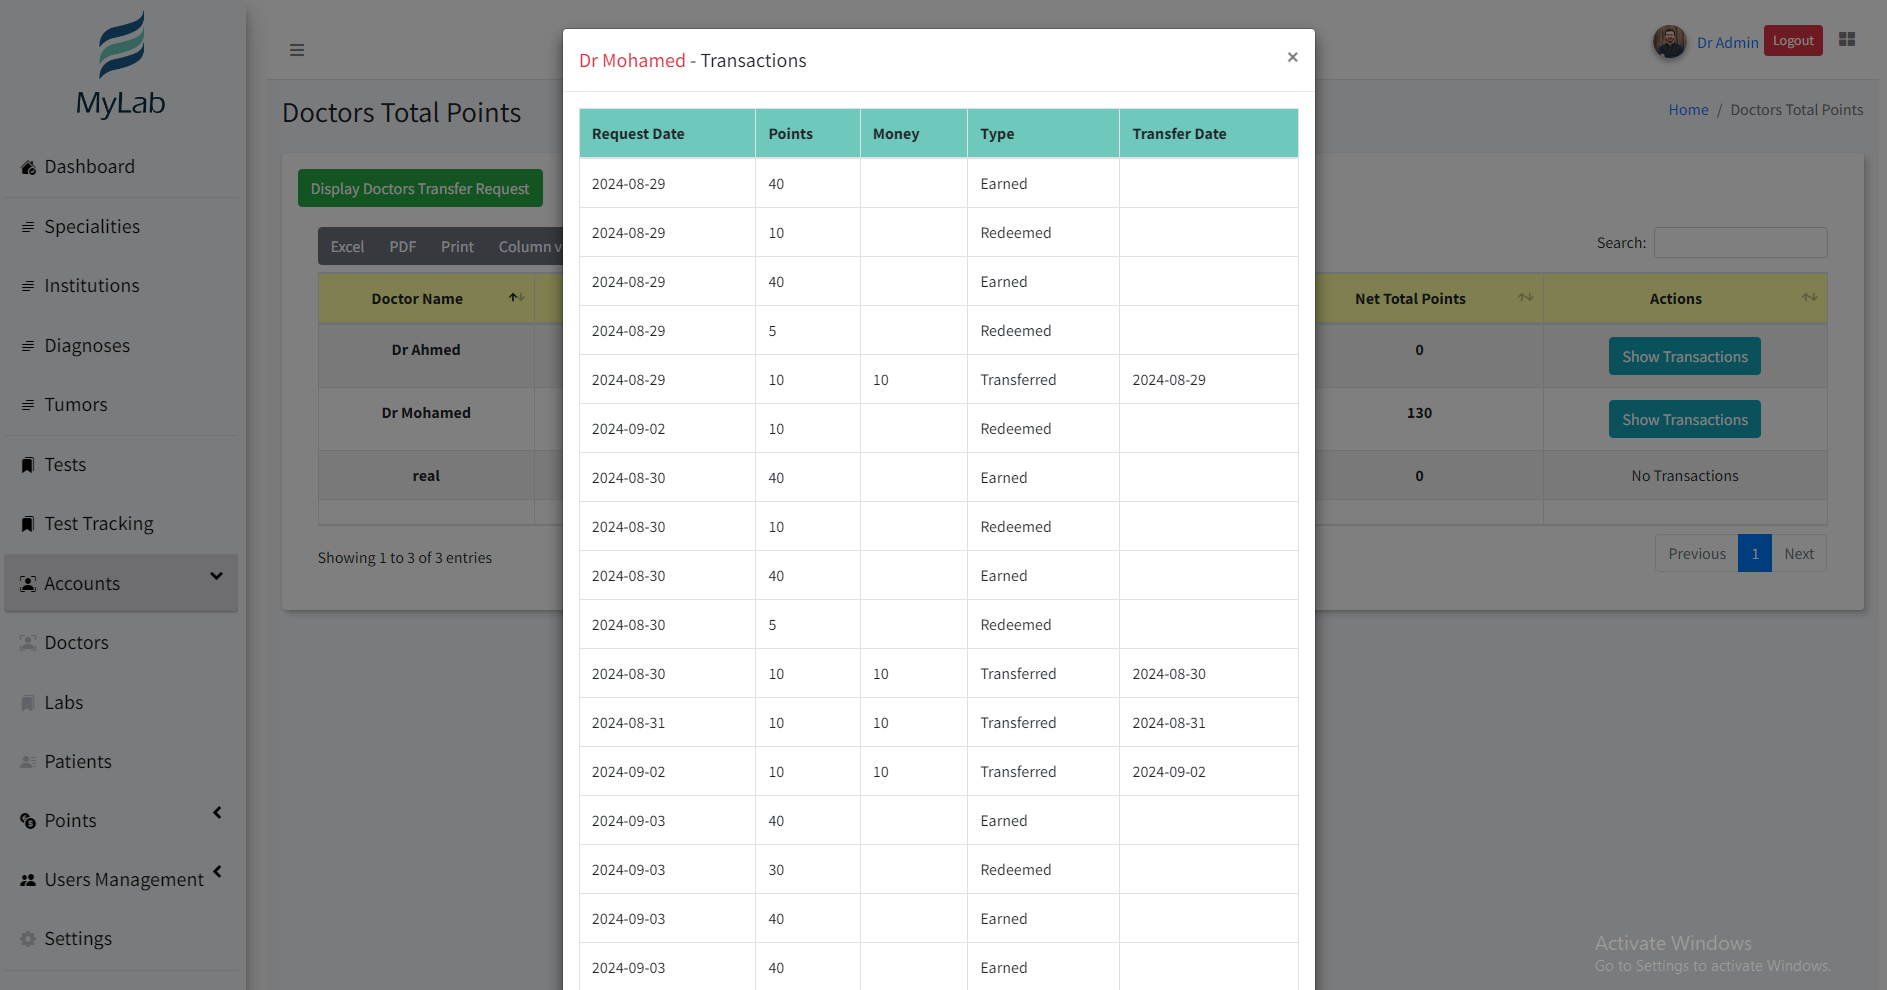 MyLab
Dashboard
Specialities
Institutions
Diagnoses
Tumors
Tests
Test Tracking
Accounts
Doctors
Labs
Patients
Points
Users Management
Settings
Dr Admin Logout
Doctors Total Points
Home / Doctors Total Points
Display Doctors Transfer Request
Excel PDF Print Column v
Search:
Doctor Name Net Total Points Actions
Dr Ahmed 0 Show Transactions
Dr Mohamed 130 Show Transactions
real 0 No Transactions
Showing 1 to 3 of 3 entries
Previous 1 Next
Dr Mohamed - Transactions ×
Request Date Points Money Type Transfer Date
2024-08-29 40 Earned
2024-08-29 10 Redeemed
2024-08-29 40 Earned
2024-08-29 5 Redeemed
2024-08-29 10 10 Transferred 2024-08-29
2024-09-02 10 Redeemed
2024-08-30 40 Earned
2024-08-30 10 Redeemed
2024-08-30 40 Earned
2024-08-30 5 Redeemed
2024-08-30 10 10 Transferred 2024-08-30
2024-08-31 10 10 Transferred 2024-08-31
2024-09-02 10 10 Transferred 2024-09-02
2024-09-03 40 Earned
2024-09-03 30 Redeemed
2024-09-03 40 Earned
2024-09-03 40 Earned
Activate Windows
Go to Settings to activate Windows.